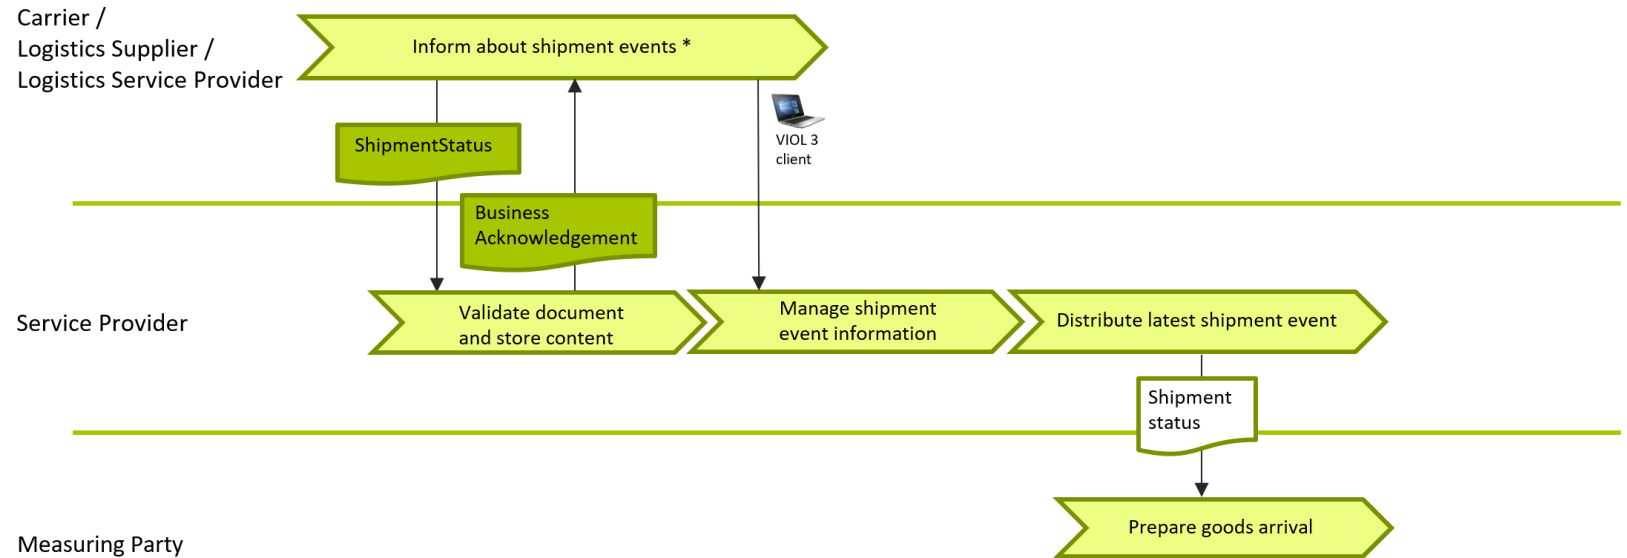 Carrier /
Logistics Supplier /
Logistics Service Provider
Inform about shipment events *
ShipmentStatus
VIOL 3
client
Business
Acknowledgement
Service Provider
Validate document
and store content
Manage shipment
event information
Distribute latest shipment event
Shipment
status
Measuring Party
Prepare goods arrival